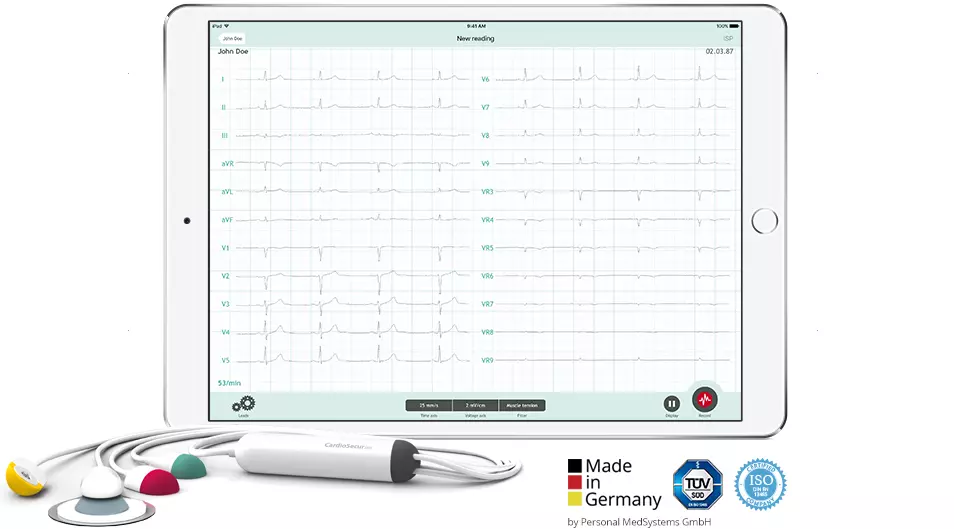 iPad
9:45 AM
100%
John Doe
New reading
John Doe
02.03.87
I
II
III
aVR
aVL
aVF
V1
V2
V3
V4
V5
V6
V7
V8
V9
VR3
VR4
VR5
VR6
VR7
VR8
VR9
53/min
Leads
25 mm/s
2 mV/cm
Muscle tension
Time axis
Voltage axis
Filter
Display
Record
CardioSecur
Made
in
Germany
by Personal MedSystems GmbH
TÜV
SÜD
CERTIFIED
ISO
DIN EN
13485
COMPANY